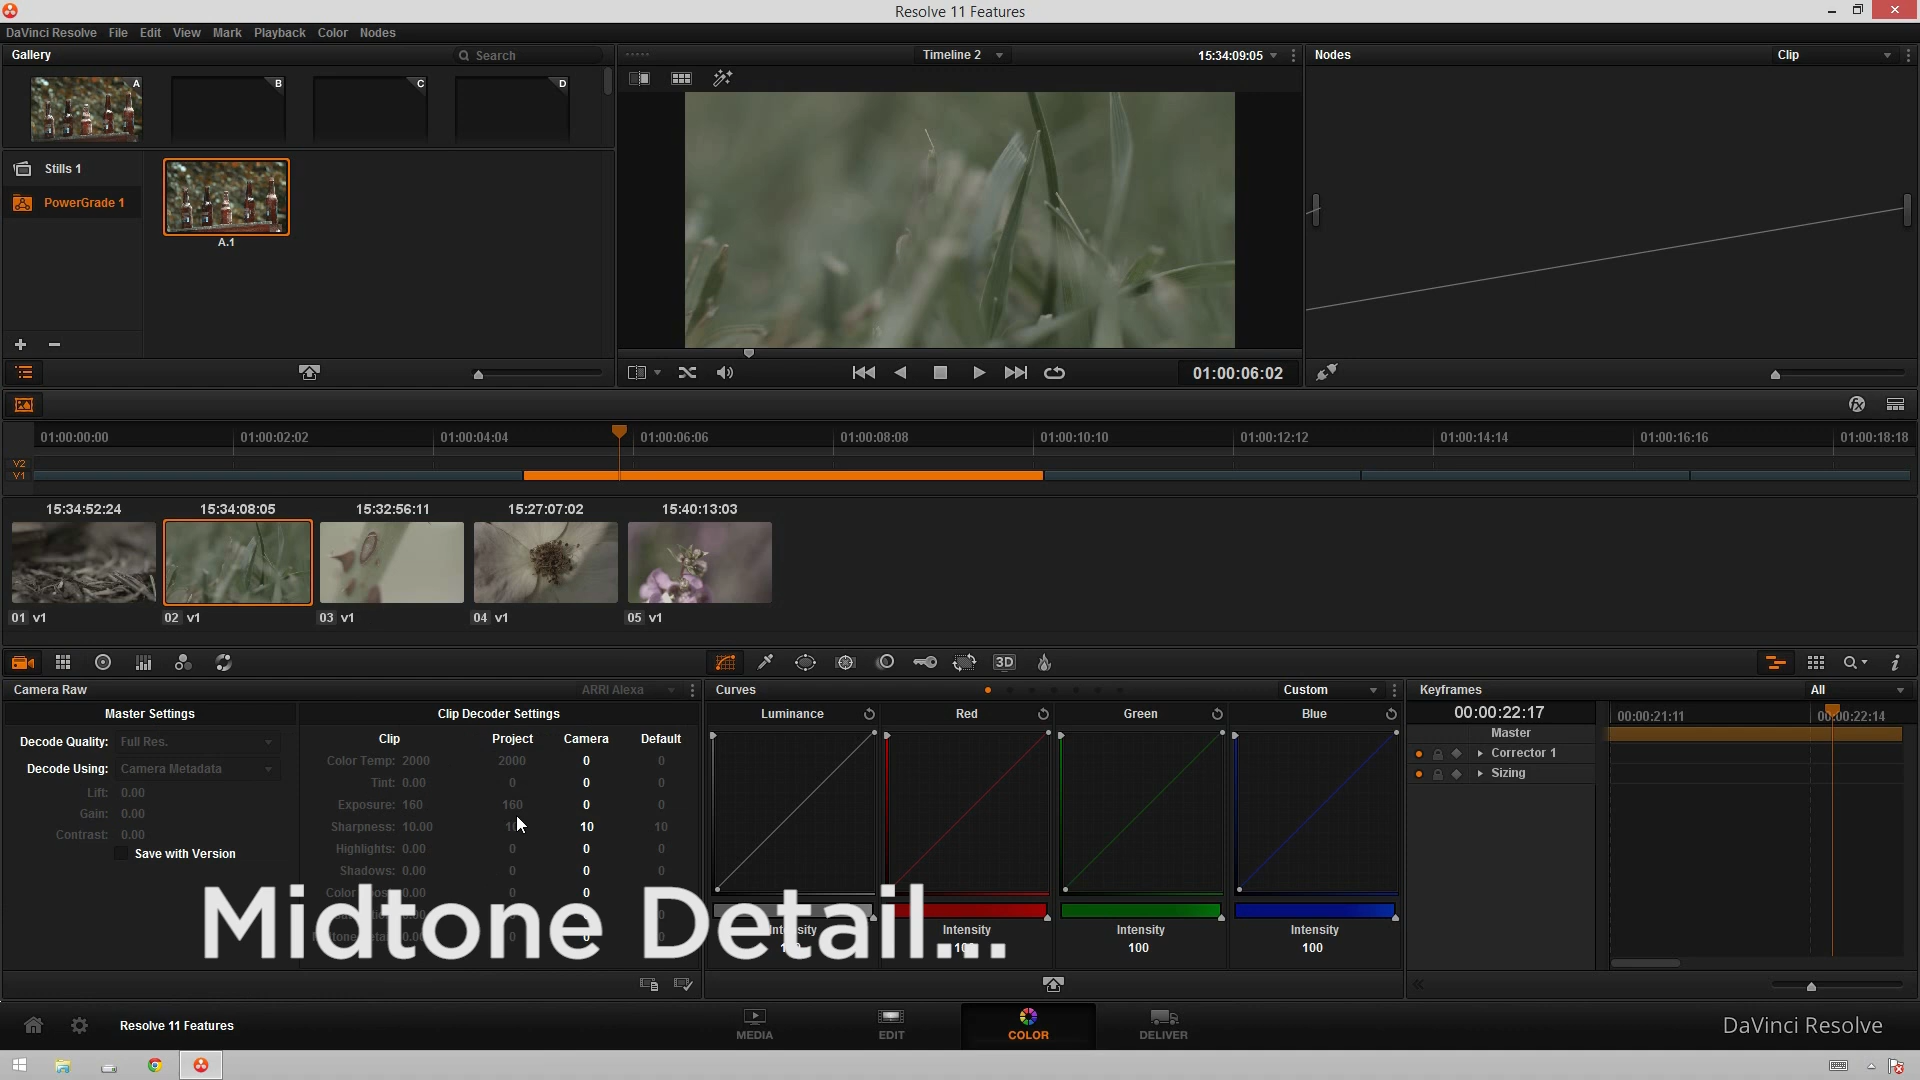 Resolve 11 Features
DaVinci Resolve File Edit View Mark Playback Color Nodes
Gallery Search
Timeline 2 15:34:09:05
Nodes Clip
A B C D
Stills 1
PowerGrade 1
A.1
01:00:06:02
01:00:00:00 01:00:02:02 01:00:04:04 01:00:06:06 01:00:08:08 01:00:10:10 01:00:12:12 01:00:14:14 01:00:16:16 01:00:18:18
V2
V1
15:34:52:24 15:34:08:05 15:32:56:11 15:27:07:02 15:40:13:03
01 v1 02 v1 03 v1 04 v1 05 v1
3D
Camera Raw ARRI Alexa
Master Settings
Decode Quality: Full Res.
Decode Using: Camera Metadata
Lift: 0.00
Gain: 0.00
Contrast: 0.00
Save with Version
Clip Decoder Settings
Clip Project Camera Default
Color Temp: 2000 2000 0 0
Tint: 0.00 0 0 0
Exposure: 160 160 0 0
Sharpness: 10.00 10 10
Highlights: 0.00 0 0 0
Shadows: 0.00 0 0 0
0.00 0 0 0
Midtone Detail...
Curves Custom
Luminance Red Green Blue
Intensity Intensity Intensity
100 100
Keyframes All
00:00:22:17 00:00:21:11 00:00:22:14
Master
Corrector 1
Sizing
Resolve 11 Features
MEDIA EDIT COLOR DELIVER
DaVinci Resolve